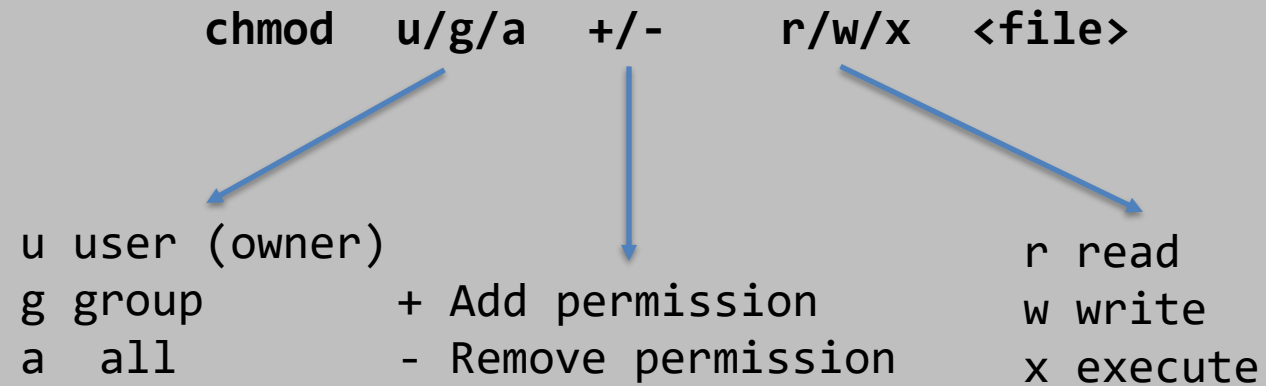 chmod u/g/a +/- r/w/x <file>
u user (owner)
g group
a all
+ Add permission
- Remove permission
r read
w write
x execute